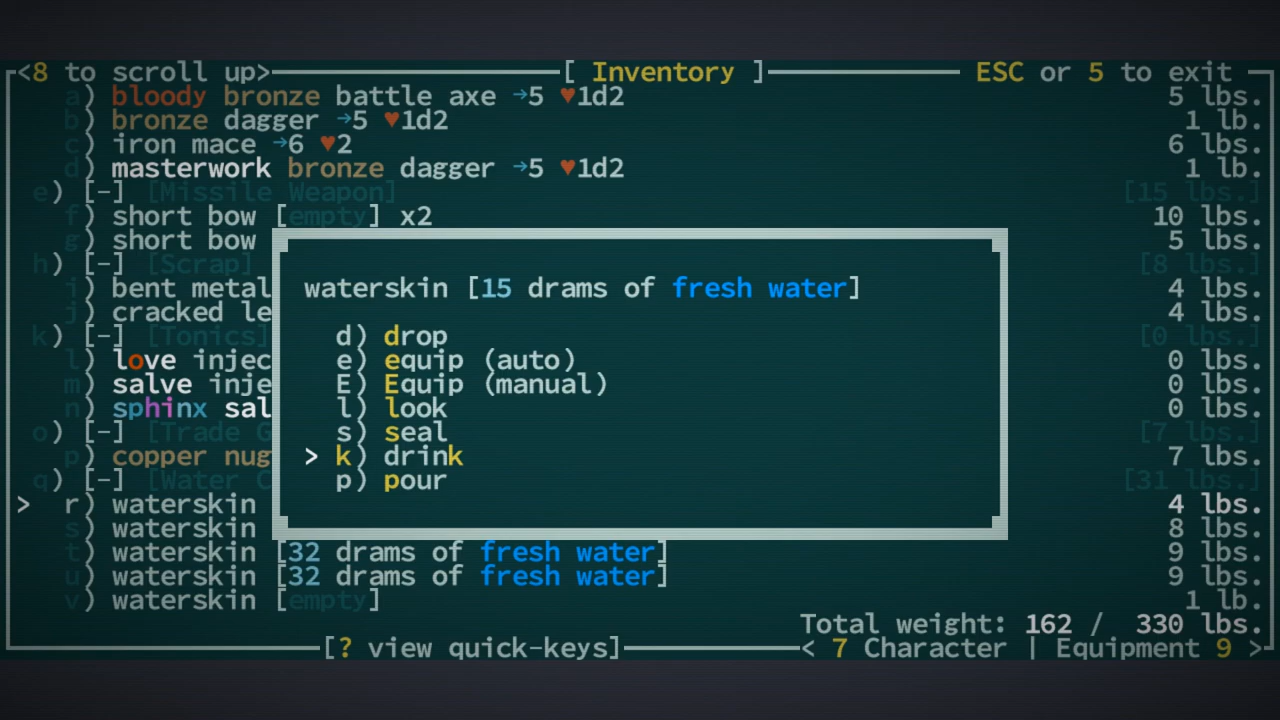 <8 to scroll up> [ Inventory ] ESC or 5 to exit
a) bloody bronze battle axe →5 ♥1d2 5 lbs.
b) bronze dagger →5 ♥1d2 1 lb.
c) iron mace →6 ♥2 6 lbs.
d) masterwork bronze dagger →5 ♥1d2 1 lb.
e) [-] [Missile Weapon] [15 lbs.]
f) short bow [empty] x2 10 lbs.
g) short bow 5 lbs.
h) [-] [Scrap] [8 lbs.]
i) bent metal 4 lbs.
j) cracked le 4 lbs.
k) [-] [Tonics] [0 lbs.]
l) love injec 0 lbs.
m) salve inje 0 lbs.
n) sphinx sal 0 lbs.
o) [-] [Trade G [7 lbs.]
p) copper nug 7 lbs.
q) [-] [Water C [31 lbs.]
> r) waterskin 4 lbs.
s) waterskin 8 lbs.
t) waterskin [32 drams of fresh water] 9 lbs.
u) waterskin [32 drams of fresh water] 9 lbs.
v) waterskin [empty] 1 lb.
waterskin [15 drams of fresh water]
d) drop
e) equip (auto)
E) Equip (manual)
l) look
s) seal
> k) drink
p) pour
Total weight: 162 / 330 lbs.
[? view quick-keys] < 7 Character | Equipment 9 >